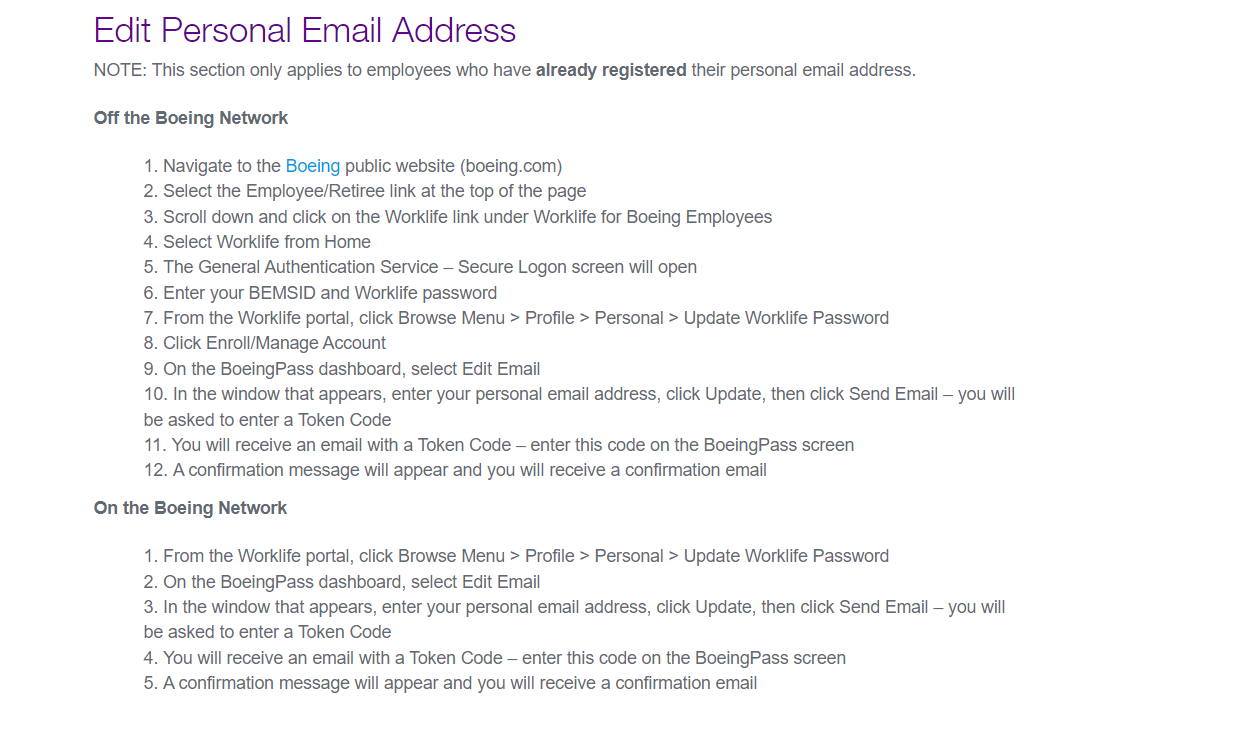 Edit Personal Email Address
NOTE: This section only applies to employees who have already registered their personal email address.
Off the Boeing Network
1. Navigate to the Boeing public website (boeing.com)
2. Select the Employee/Retiree link at the top of the page
3. Scroll down and click on the Worklife link under Worklife for Boeing Employees
4. Select Worklife from Home
5. The General Authentication Service – Secure Logon screen will open
6. Enter your BEMSID and Worklife password
7. From the Worklife portal, click Browse Menu > Profile > Personal > Update Worklife Password
8. Click Enroll/Manage Account
9. On the BoeingPass dashboard, select Edit Email
10. In the window that appears, enter your personal email address, click Update, then click Send Email – you will
be asked to enter a Token Code
11. You will receive an email with a Token Code – enter this code on the BoeingPass screen
12. A confirmation message will appear and you will receive a confirmation email
On the Boeing Network
1. From the Worklife portal, click Browse Menu > Profile > Personal > Update Worklife Password
2. On the BoeingPass dashboard, select Edit Email
3. In the window that appears, enter your personal email address, click Update, then click Send Email – you will
be asked to enter a Token Code
4. You will receive an email with a Token Code – enter this code on the BoeingPass screen
5. A confirmation message will appear and you will receive a confirmation email